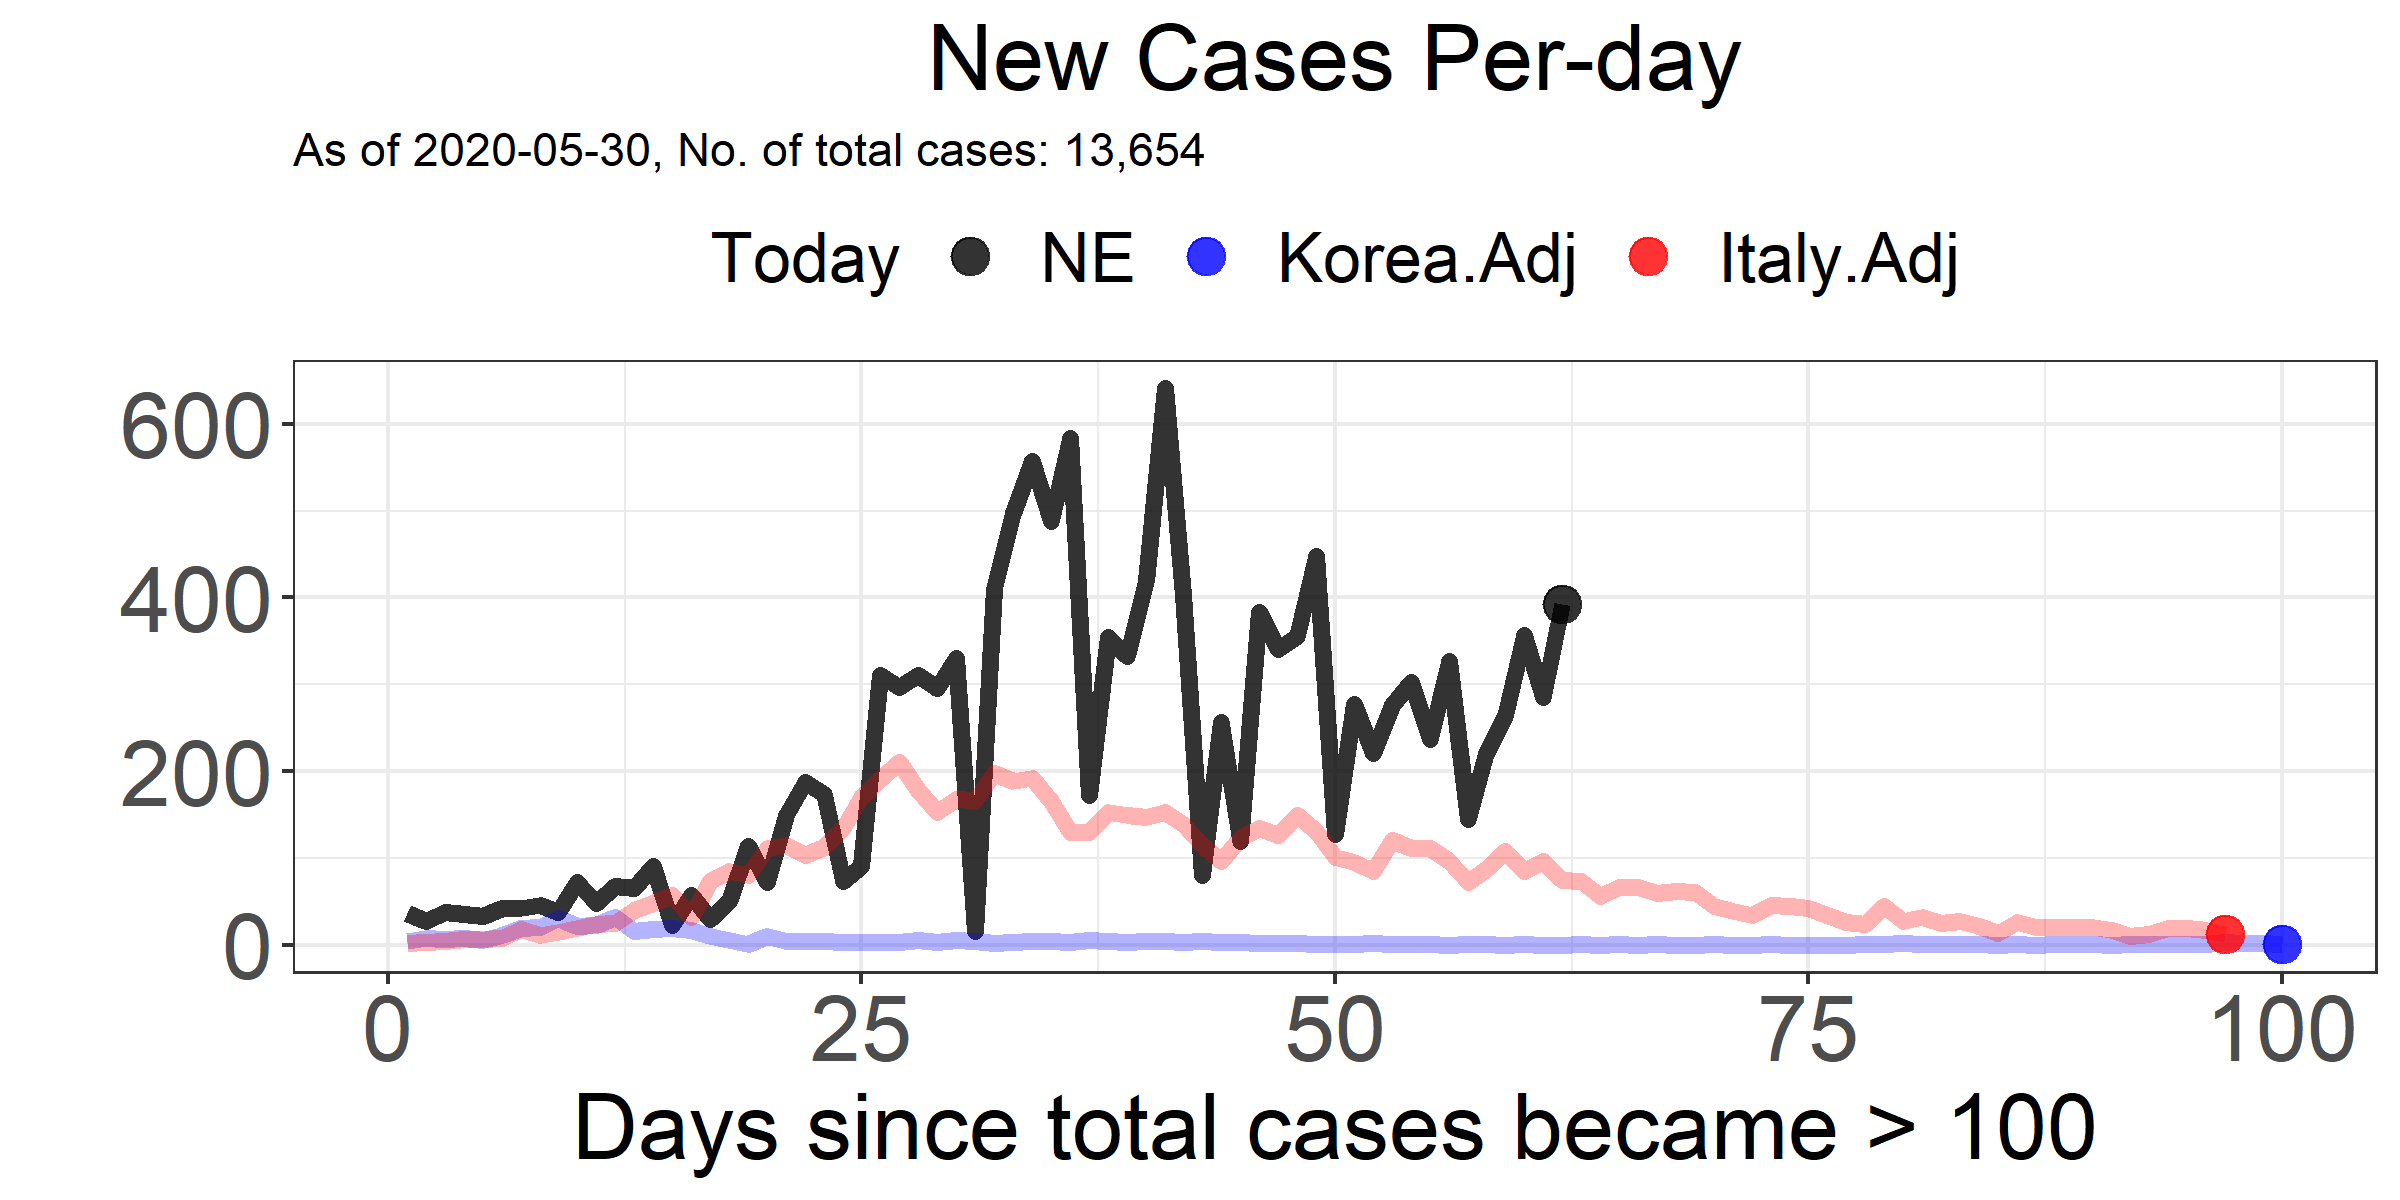 New Cases Per-day
As of 2020-05-30, No. of total cases: 13,654
Today NE Korea.Adj Italy.Adj
600
400
200
0
0 25 50 75 100
Days since total cases became > 100